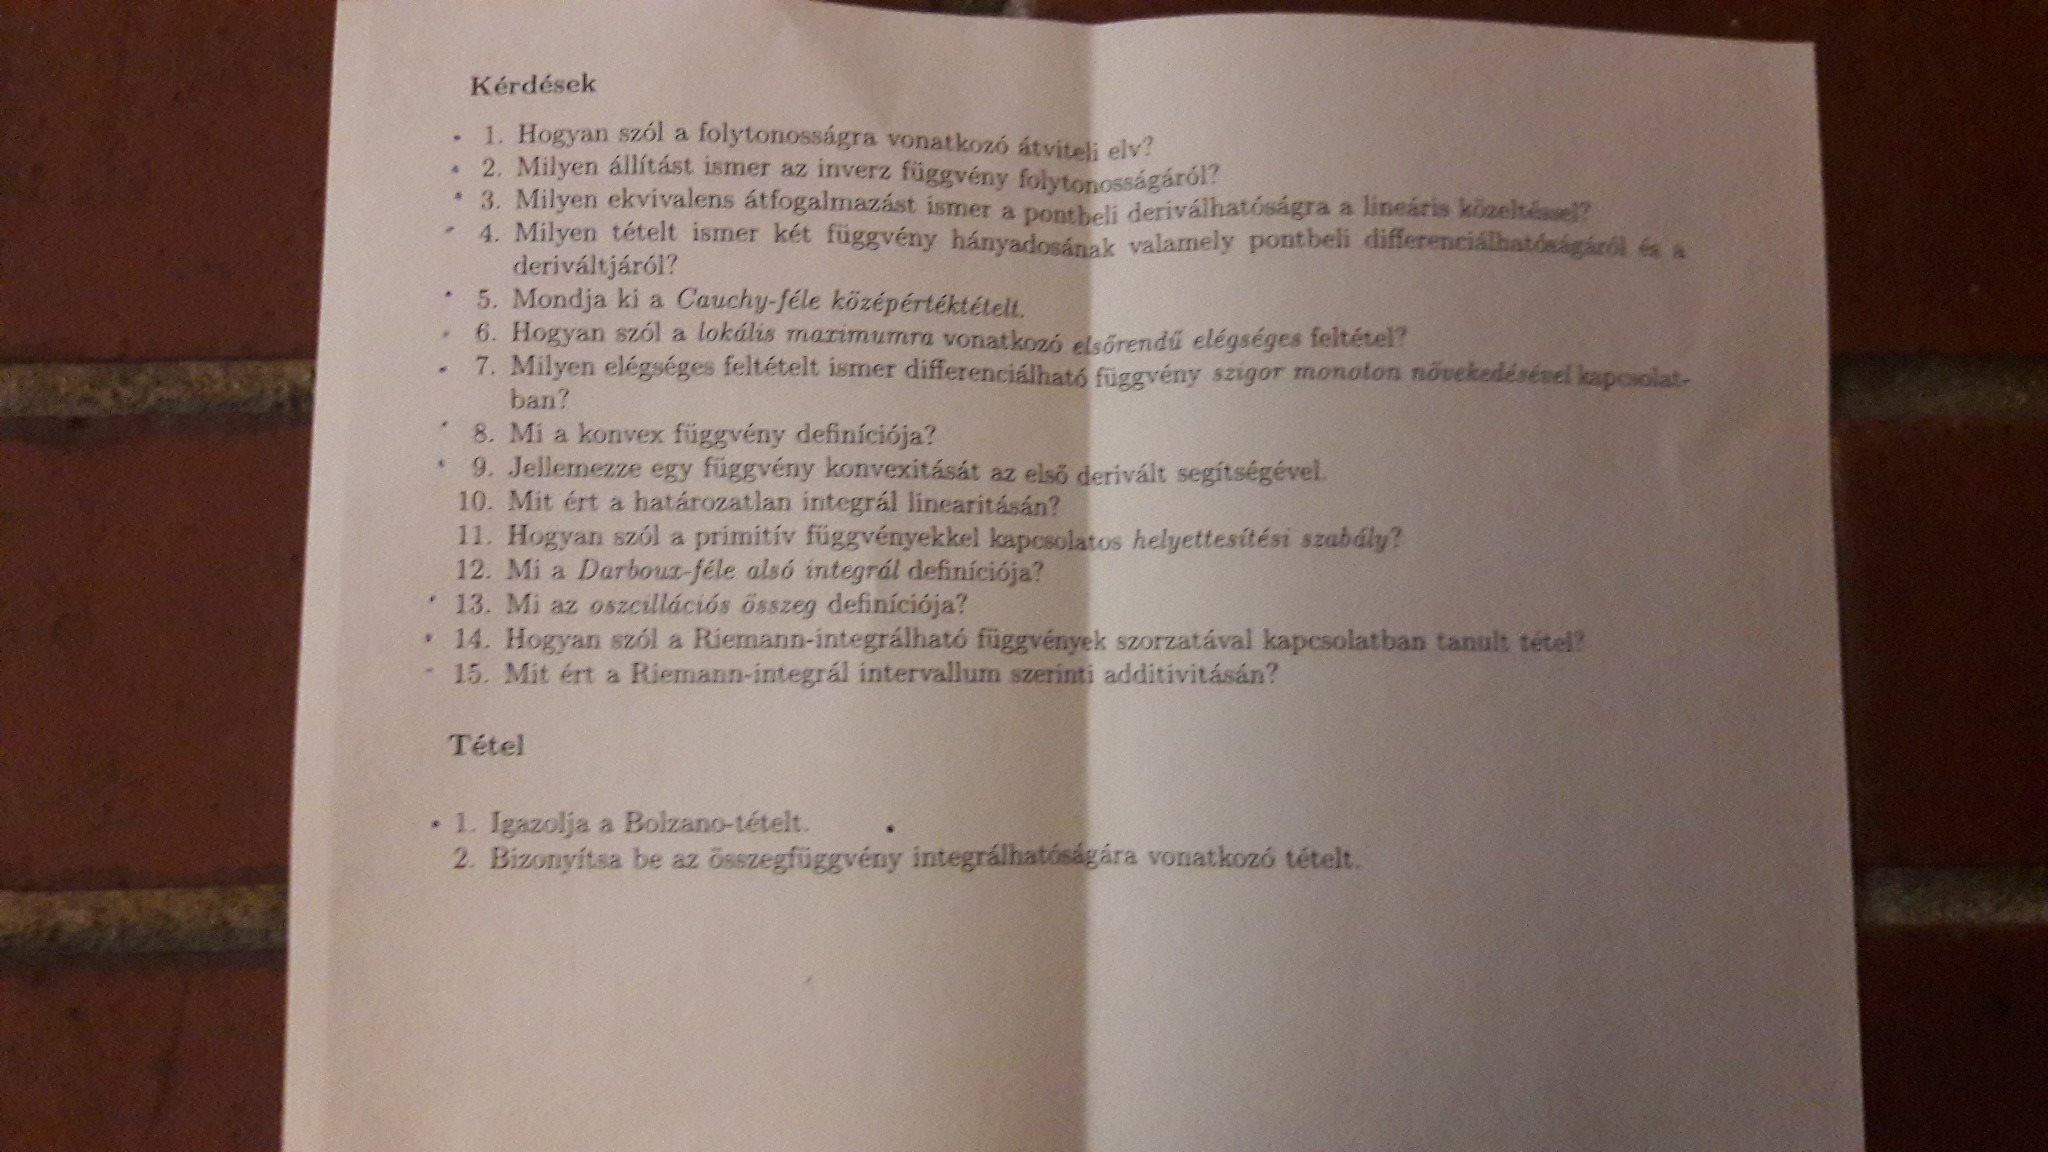 Kérdések
1. Hogyan szól a folytonosságra vonatkozó átviteli elv?
2. Milyen állítást ismer az inverz függvény folytonosságáról?
3. Milyen ekvivalens átfogalmazást ismer a pontbeli deriválhatóságra a lineáris közeltéssel?
4. Milyen tételt ismer két függvény hányadosának valamely pontbeli differenciálhatóságáról és a
deriváltjáról?
5. Mondja ki a Cauchy-féle középértéktételt.
6. Hogyan szól a lokális maximumra vonatkozó elsőrendű elégséges feltétel?
7. Milyen elégséges feltételt ismer differenciálható függvény szigor monoton növekedésével kapcsolat-
ban?
8. Mi a konvex függvény definíciója?
9. Jellemezze egy függvény konvexitását az első derivált segítségével.
10. Mit ért a határozatlan integrál linearitásán?
11. Hogyan szól a primitív függvényekkel kapcsolatos helyettesítési szabály?
12. Mi a Darboux-féle alsó integrál definíciója?
13. Mi az oszcillációs összeg definíciója?
14. Hogyan szól a Riemann-integrálható függvények szorzatával kapcsolatban tanult tétel?
15. Mit ért a Riemann-integrál intervallum szerinti additivitásán?
Tétel
1. Igazolja a Bolzano-tételt.
2. Bizonyítsa be az összegfüggvény integrálhatóságára vonatkozó tételt.